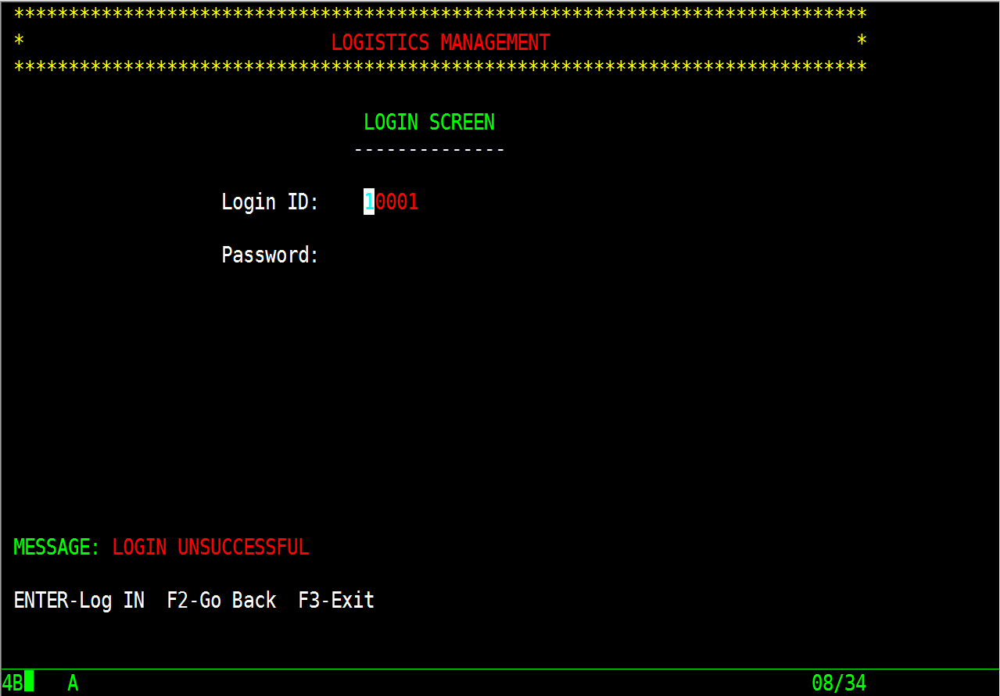 ******************************************************************************
* LOGISTICS MANAGEMENT *
******************************************************************************
LOGIN SCREEN
--------------
Login ID: 10001
Password:
MESSAGE: LOGIN UNSUCCESSFUL
ENTER-Log IN F2-Go Back F3-Exit
4B A 08/34